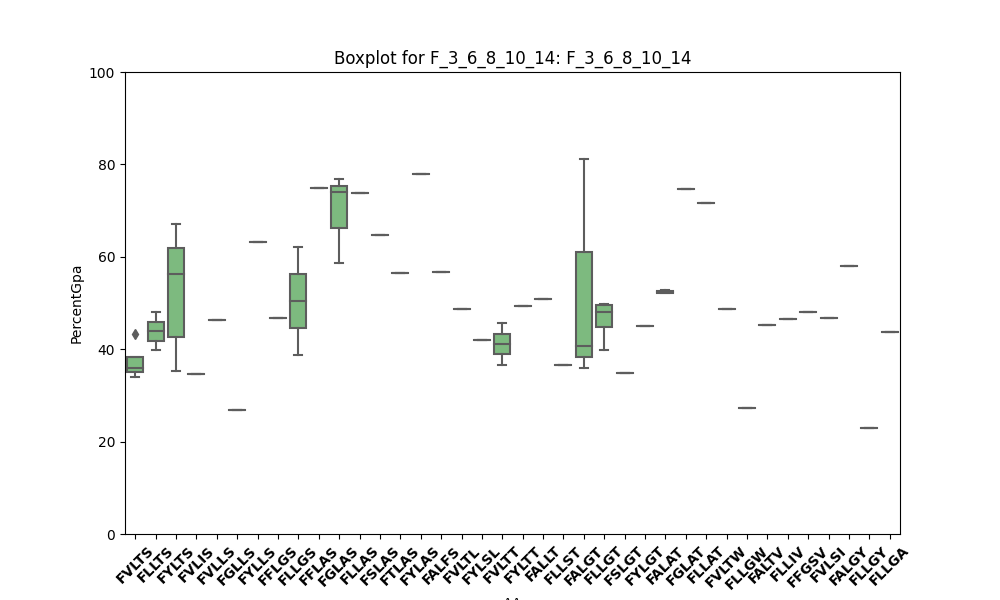 Boxplot for F_3_6_8_10_14: F_3_6_8_10_14
PercentGpa
100
80
60
40
20
0
FVLTS FLLTS FYLTS FVLIS FVLLS FGLLS FYLLS FFLGS FLLGS FFLAS FGLAS FLLAS FSLAS FTLAS FYLAS FALFS FVLTL FYLSL FVLTT FYLTT FALLT FLLST FALGT FLLGT FSLGT FYLGT FALAT FGLAT FLLAT FVLTW FLLGW FALTV FLLIV FFGSV FVLSI FALGY FLLGY FLLGA